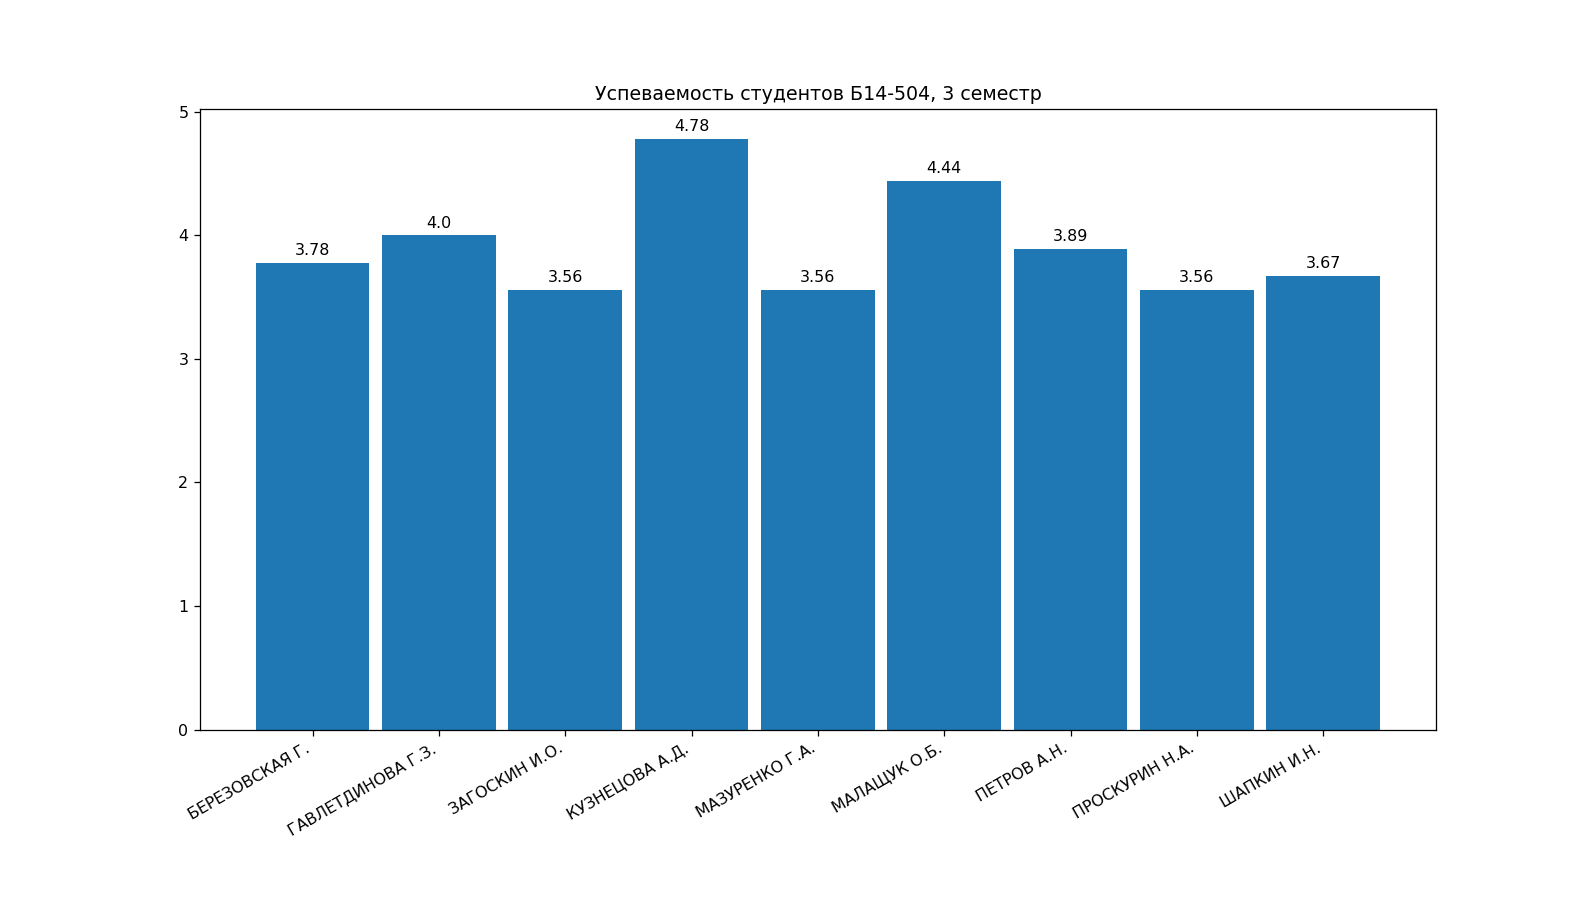 Успеваемость студентов Б14-504, 3 семестр
5
4
3
2
1
0
3.78
4.0
3.56
4.78
3.56
4.44
3.89
3.56
3.67
БЕРЕЗОВСКАЯ Г.
ГАВЛЕТДИНОВА Г.З.
ЗАГОСКИН И.О.
КУЗНЕЦОВА А.Д.
МАЗУРЕНКО Г.А.
МАЛАЩУК О.Б.
ПЕТРОВ А.Н.
ПРОСКУРИН Н.А.
ШАПКИН И.Н.